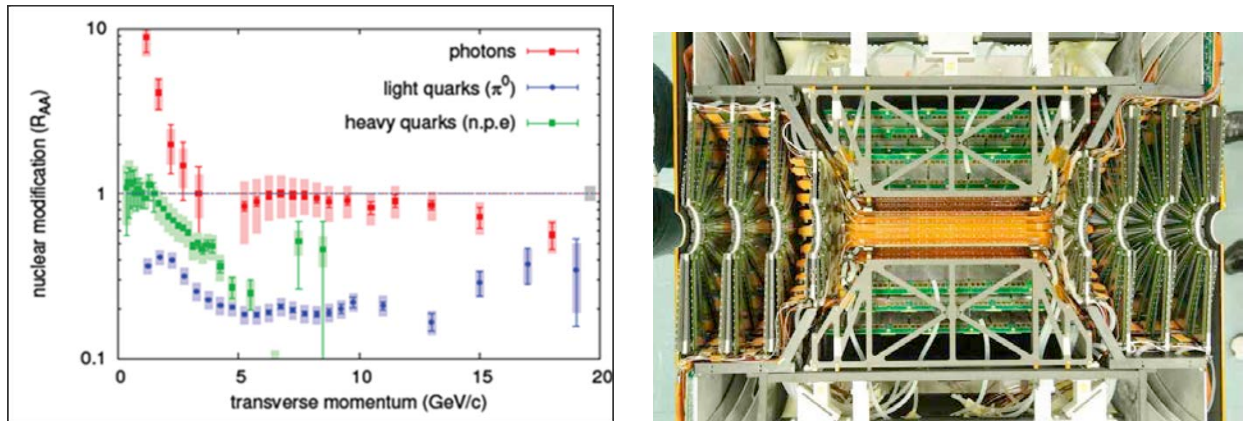 10
1
0.1
nuclear modification (R_AA)
photons
light quarks (π⁰)
heavy quarks (n.p.e)
0
5
10
15
20
transverse momentum (GeV/c)